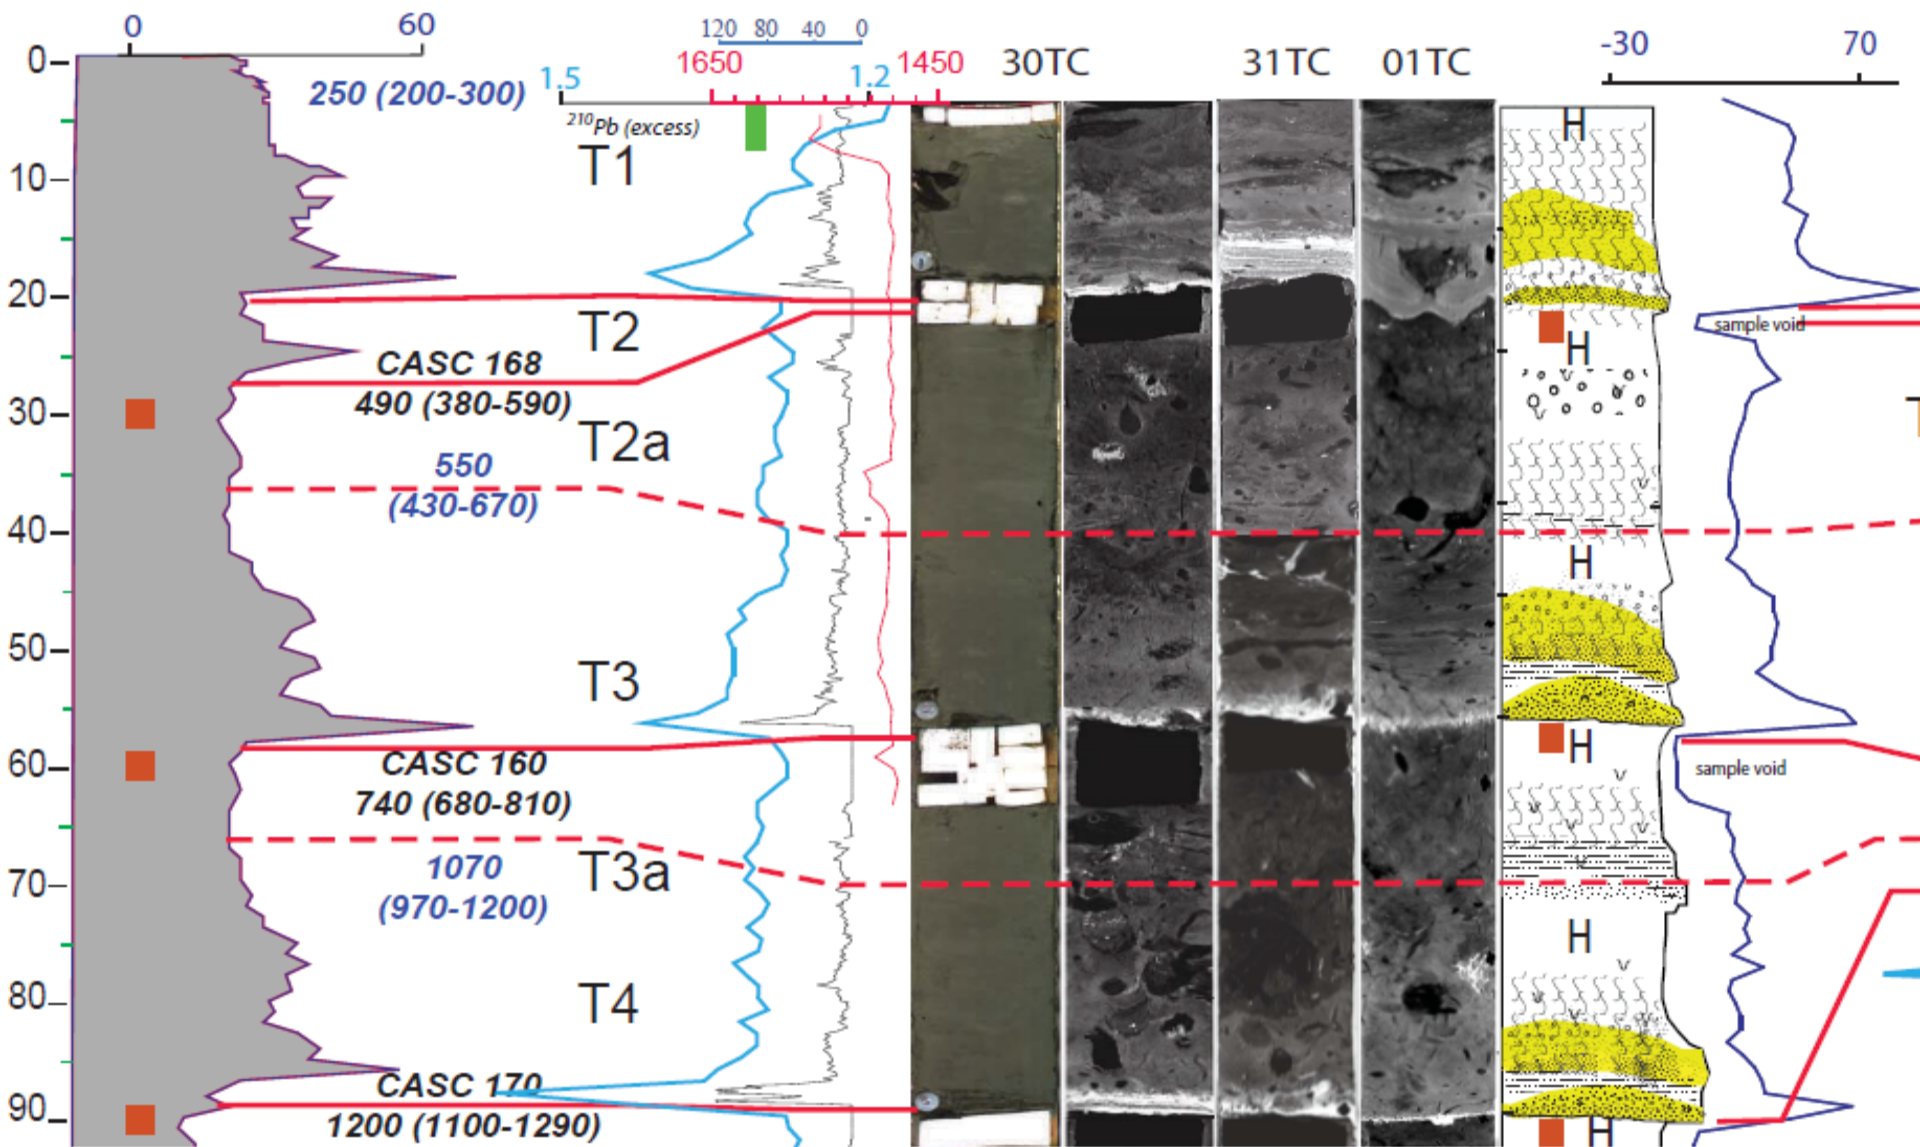 0 60
120 80 40 0
1650 1450
1.5 1.2
30TC 31TC 01TC
-30 70
0
250 (200-300)
210Pb (excess)
T1
H
10
20
T2
sample void
H
CASC 168
490 (380-590)
30
T2a
550
(430-670)
40
H
50
T3
H
CASC 160
60
sample void
740 (680-810)
T3a
1070
(970-1200)
70
H
80
T4
CASC 170
90
1200 (1100-1290)
H